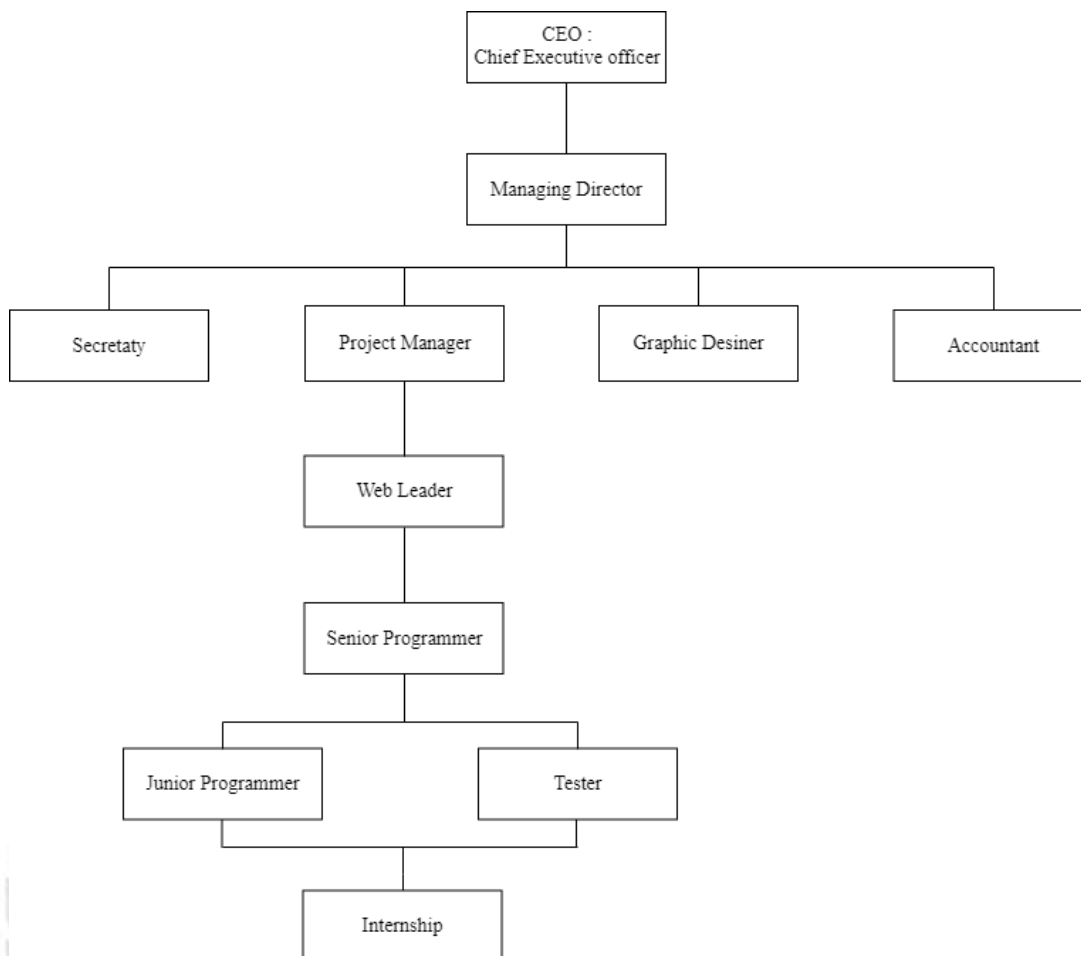 CEO :
Chief Executive officer
Managing Director
Secretaty
Project Manager
Graphic Desiner
Accountant
Web Leader
Senior Programmer
Junior Programmer
Tester
Internship